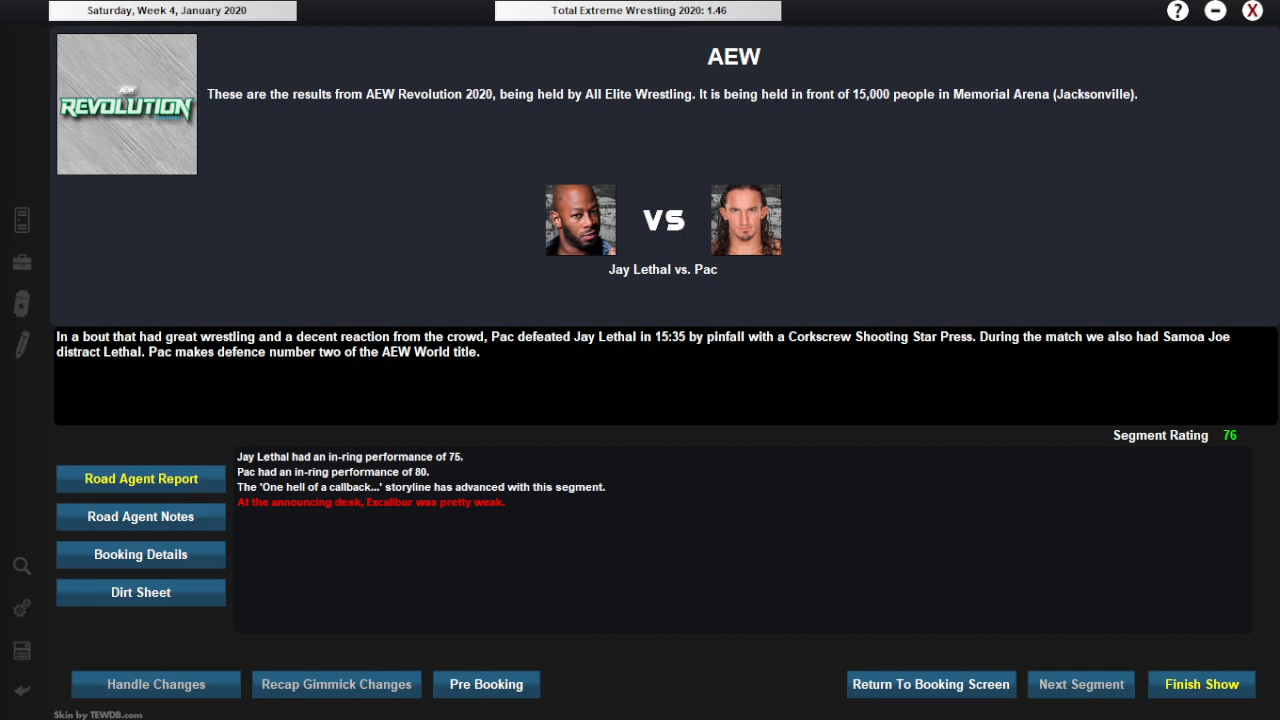 Saturday, Week 4, January 2020
Total Extreme Wrestling 2020: 1.46
?
X
AEW
REVOLUTION
AEW
These are the results from AEW Revolution 2020, being held by All Elite Wrestling. It is being held in front of 15,000 people in Memorial Arena (Jacksonville).
VS
Jay Lethal vs. Pac
In a bout that had great wrestling and a decent reaction from the crowd, Pac defeated Jay Lethal in 15:35 by pinfall with a Corkscrew Shooting Star Press. During the match we also had Samoa Joe
distract Lethal. Pac makes defence number two of the AEW World title.
Segment Rating 76
Road Agent Report
Road Agent Notes
Booking Details
Dirt Sheet
Jay Lethal had an in-ring performance of 75.
Pac had an in-ring performance of 80.
The 'One hell of a callback...' storyline has advanced with this segment.
At the announcing desk, Excalibur was pretty weak.
Handle Changes
Recap Gimmick Changes
Pre Booking
Return To Booking Screen
Next Segment
Finish Show
Skin by TEWDB.com